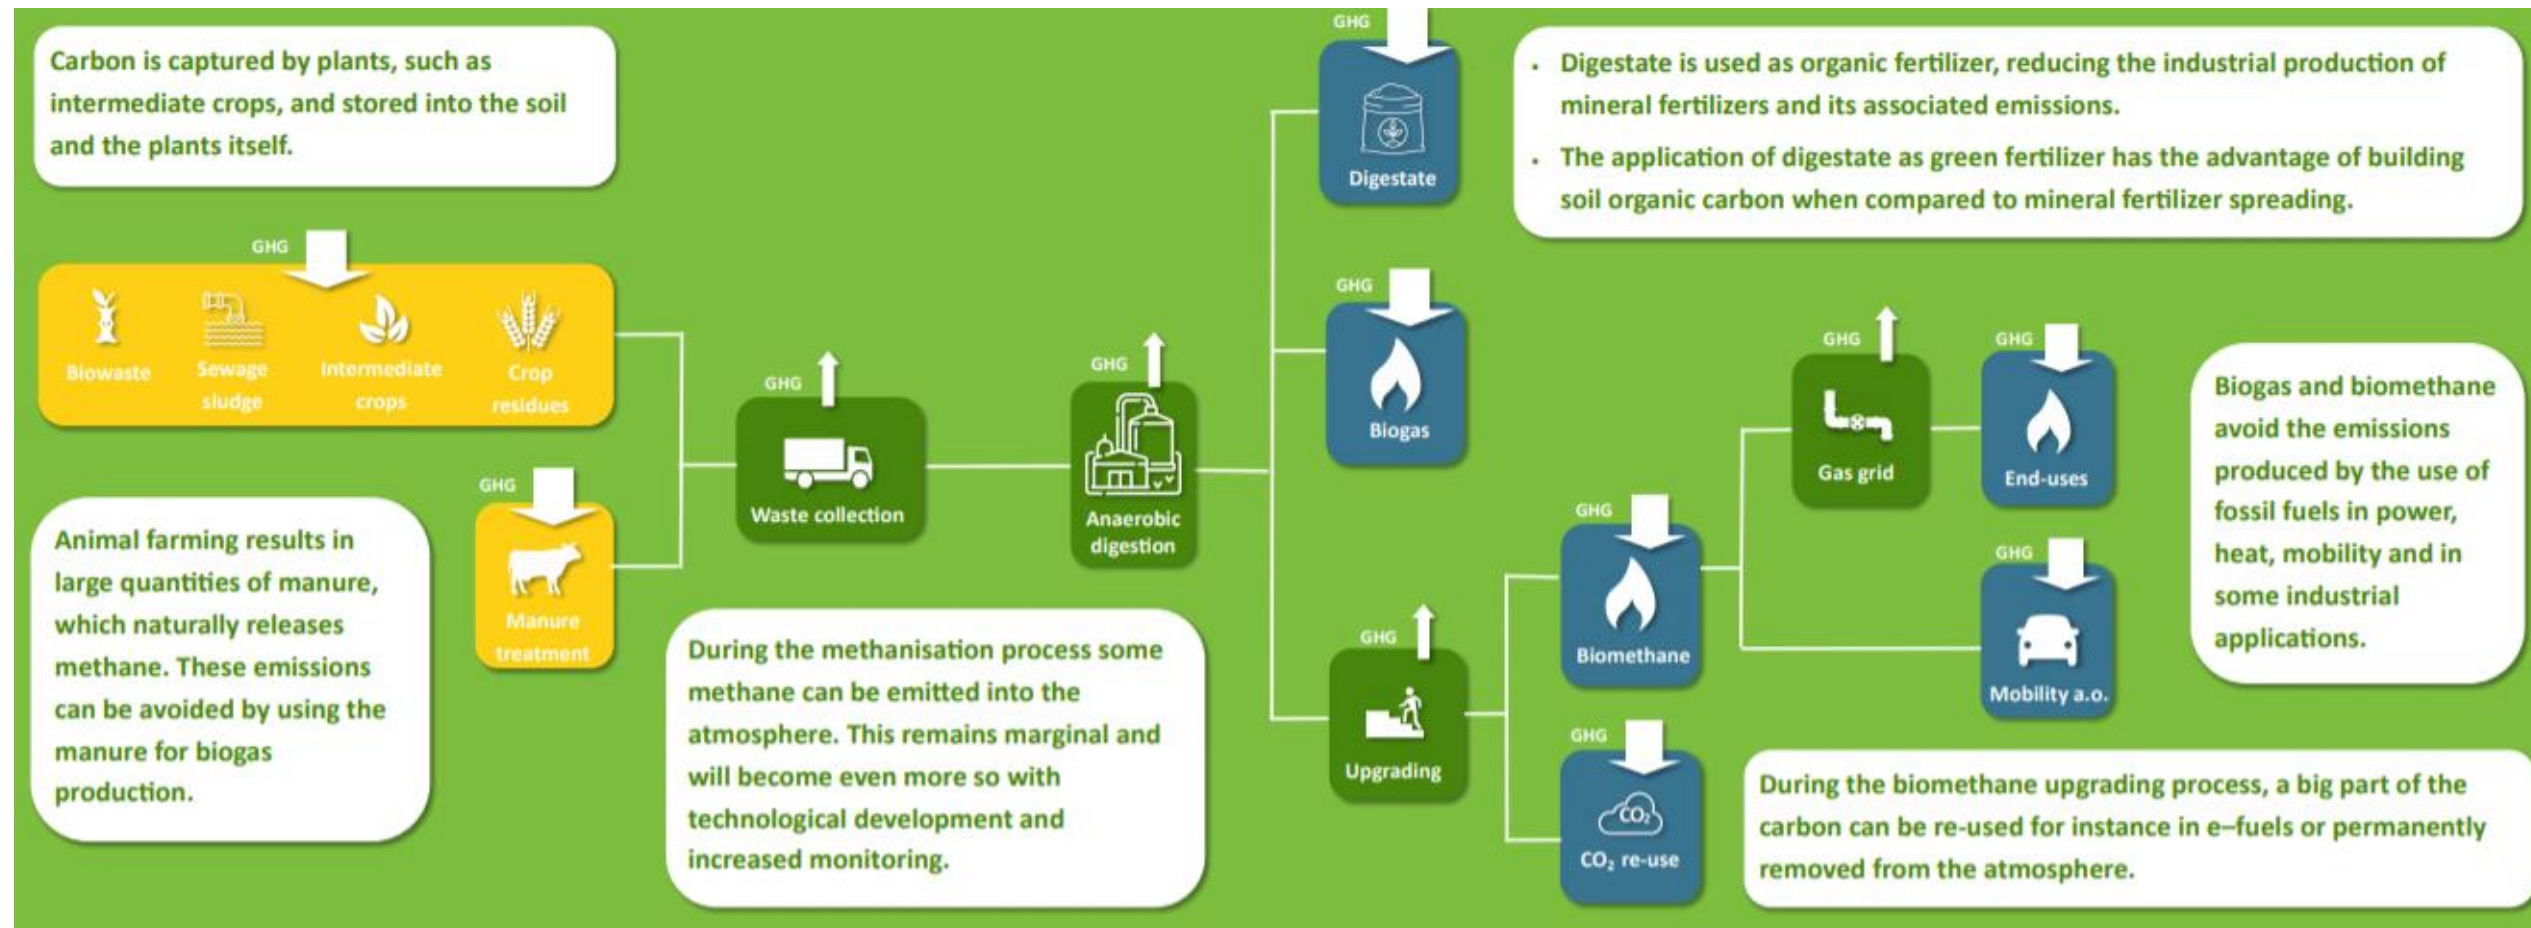 Carbon is captured by plants, such as
intermediate crops, and stored into the soil
and the plants itself.
GHG
Biowaste
Sewage
sludge
Intermediate
crops
Crop
residues
GHG
Manure
treatment
Animal farming results in
large quantities of manure,
which naturally releases
methane. These emissions
can be avoided by using the
manure for biogas
production.
GHG
Waste collection
GHG
Anaerobic
digestion
During the methanisation process some
methane can be emitted into the
atmosphere. This remains marginal and
will become even more so with
technological development and
increased monitoring.
GHG
Digestate
• Digestate is used as organic fertilizer, reducing the industrial production of
mineral fertilizers and its associated emissions.
• The application of digestate as green fertilizer has the advantage of building
soil organic carbon when compared to mineral fertilizer spreading.
GHG
Biogas
GHG
Upgrading
GHG
Biomethane
GHG
CO₂
CO₂ re-use
GHG
Gas grid
GHG
End-uses
GHG
Mobility a.o.
Biogas and biomethane
avoid the emissions
produced by the use of
fossil fuels in power,
heat, mobility and in
some industrial
applications.
During the biomethane upgrading process, a big part of the
carbon can be re-used for instance in e–fuels or permanently
removed from the atmosphere.